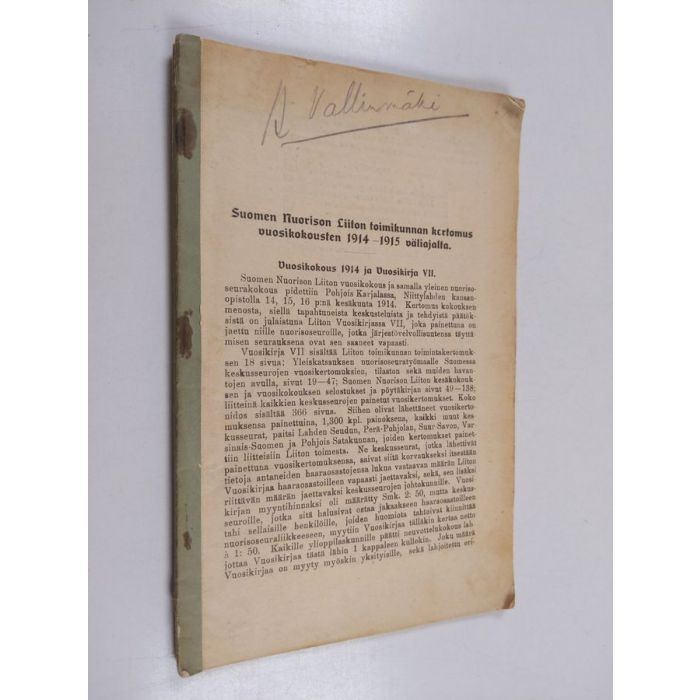 A Vallinmäki
Suomen Nuorison Liiton toimikunnan kertomus
vuosikokousten 1914–1915 väliajalta.
Vuosikokous 1914 ja Vuosikirja VII.
Suomen Nuorison Liiton vuosikokous ja samalla yleinen nuoriso-
seurakokous pidettiin Pohjois Karjalassa, Niittylahden kansan-
opistolla 14, 15, 16 p:nä kesäkuuta 1914. Kertomus kokouksen
menosta, siellä tapahtuneista keskusteluista ja tehdyistä päätök-
sistä on julaistuna Liiton Vuosikirjassa VII, joka painettuna on
jaettu niille nuorisoseuroille, jotka järjestövelvollisuutensa täyttä-
misen seurauksena ovat sen saaneet vapaasti.
Vuosikirja VII sisältää Liiton toimikunnan toimintakertomuk-
sen 18 sivua; Yleiskatsauksen nuorisoseuratyömaalle Suomessa
keskusseurojen vuosikertomuksien, tilaston sekä muiden havan-
tojen avulla, sivut 19–47; Suomen Nuorison Liiton kesäkokouk-
sen ja vuosikokouksen selostukset ja pöytäkirjan sivut 49–138;
liitteinä kaikkien keskusseurojen painetut vuosikertomukset. Koko
nidos sisältää 366 sivua. Siihen olivat lähettäneet vuosikerto-
muksensa painettuina, 1,300 kpl. painoksena, kaikki muut kes-
kusseurat, paitsi Lahden Seudun, Perä-Pohjolan, Suur-Savon, Var
sinais-Suomen ja Pohjois Satakunnan, joiden kertomukset painet-
tiin liitteisiin Liiton toimesta. Ne keskusseurat, jotka lähettivät
painettuna vuosikertomuksensa, saivat siitä korvaukseksi itsestään
tietoja antaneiden haaraosastojensa lukua vastaavan määrän Liiton
Vuosikirjaa haaraosastoilleen vapaasti jaettavaksi, sekä, sen lisäksi
riittävän määrän jaettavaksi keskusseurojen johtokunnille. Vuosi-
kirjan myyntihinnaksi oli määrätty Smk. 2: 50, mutta keskus-
seuroille, jotka sitä halusivat ostaa jakaakseen haaraosastoilleen
tahi sellaisille henkilöille, joiden huomiota tahtoivat kiinnittää
nuorisoseuraliikkeeseen, myytiin Vuosikirjaa tälläkin kertaa netto
à 1: 50. Kaikille ylioppilaskunnille päätti neuvottelukokous lah-
jottaa Vuosikirjaa tästä lähin 1 kappaleen kullekin. Joku määrä
Vuosikirjaa on myyty myöskin yksityisille, sekä lahjoitettu eri-